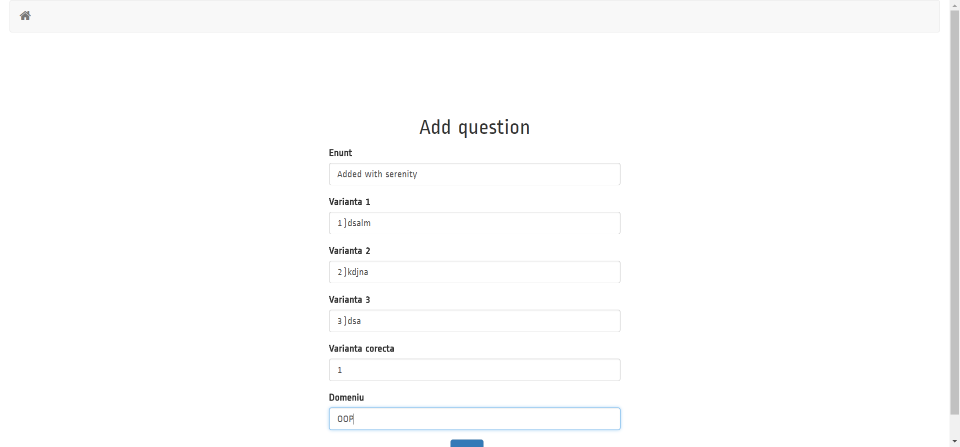 Add question
Enunt
Added with serenity
Varianta 1
1)dsalm
Varianta 2
2)kdjna
Varianta 3
3)dsa
Varianta corecta
1
Domeniu
OOP